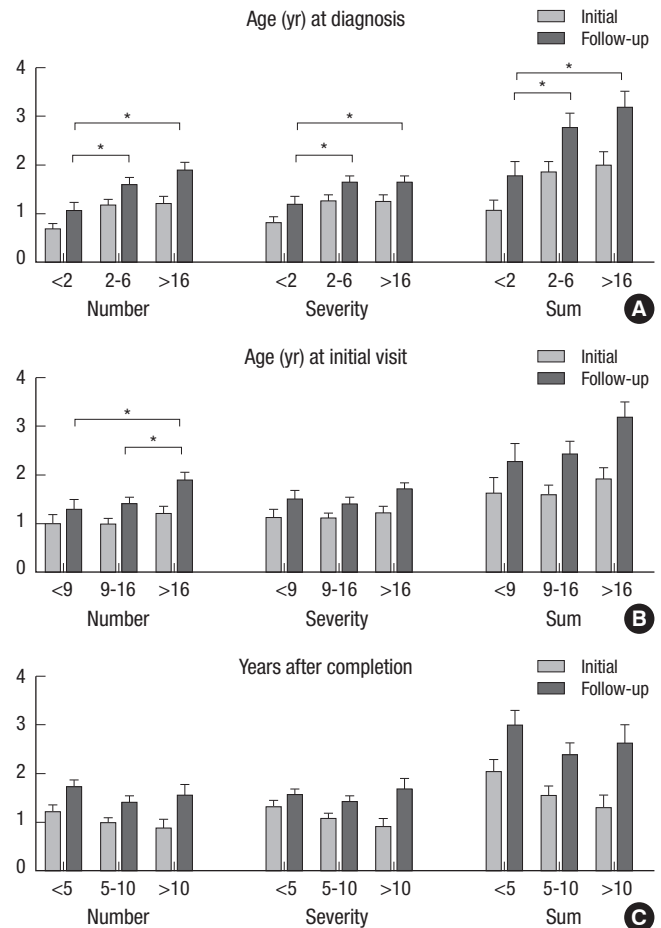 Age (yr) at diagnosis
Initial
Follow-up
4
3
2
1
0
* * * * * *
<2 2-6 >16 <2 2-6 >16 <2 2-6 >16
Number Severity Sum
A
Age (yr) at initial visit
Initial
Follow-up
4
3
2
1
0
* *
<9 9-16 >16 <9 9-16 >16 <9 9-16 >16
Number Severity Sum
B
Years after completion
Initial
Follow-up
4
3
2
1
0
<5 5-10 >10 <5 5-10 >10 <5 5-10 >10
Number Severity Sum
C